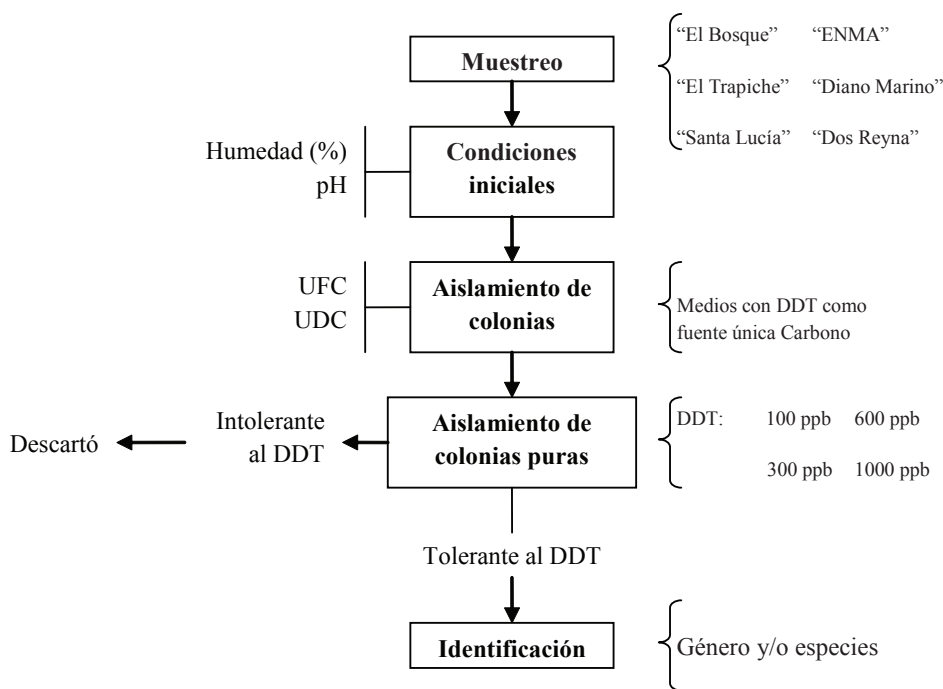 Muestreo
“El Bosque” “ENMA”
“El Trapiche” “Diano Marino”
“Santa Lucía” “Dos Reyna”
Humedad (%)
pH
Condiciones
iniciales
UFC
UDC
Aislamiento de
colonias
Medios con DDT como
fuente única Carbono
Descartó
Intolerante
al DDT
Aislamiento de
colonias puras
DDT: 100 ppb 600 ppb
300 ppb 1000 ppb
Tolerante al DDT
Identificación
Género y/o especies